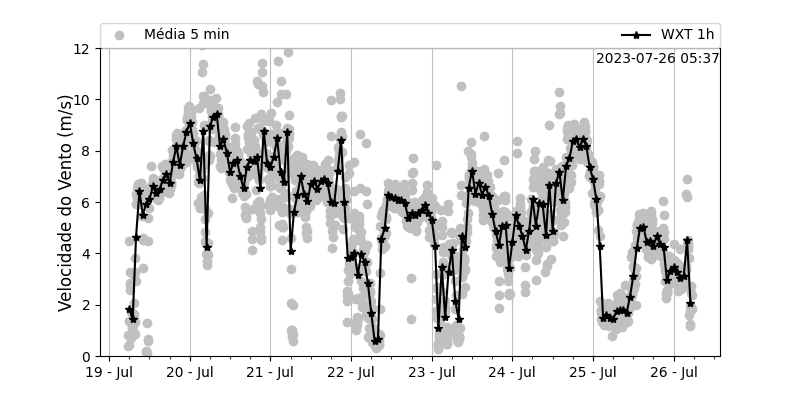 Média 5 min
WXT 1h
2023-07-26 05:37
Velocidade do Vento (m/s)
12
10
8
6
4
2
0
19 - Jul
20 - Jul
21 - Jul
22 - Jul
23 - Jul
24 - Jul
25 - Jul
26 - Jul